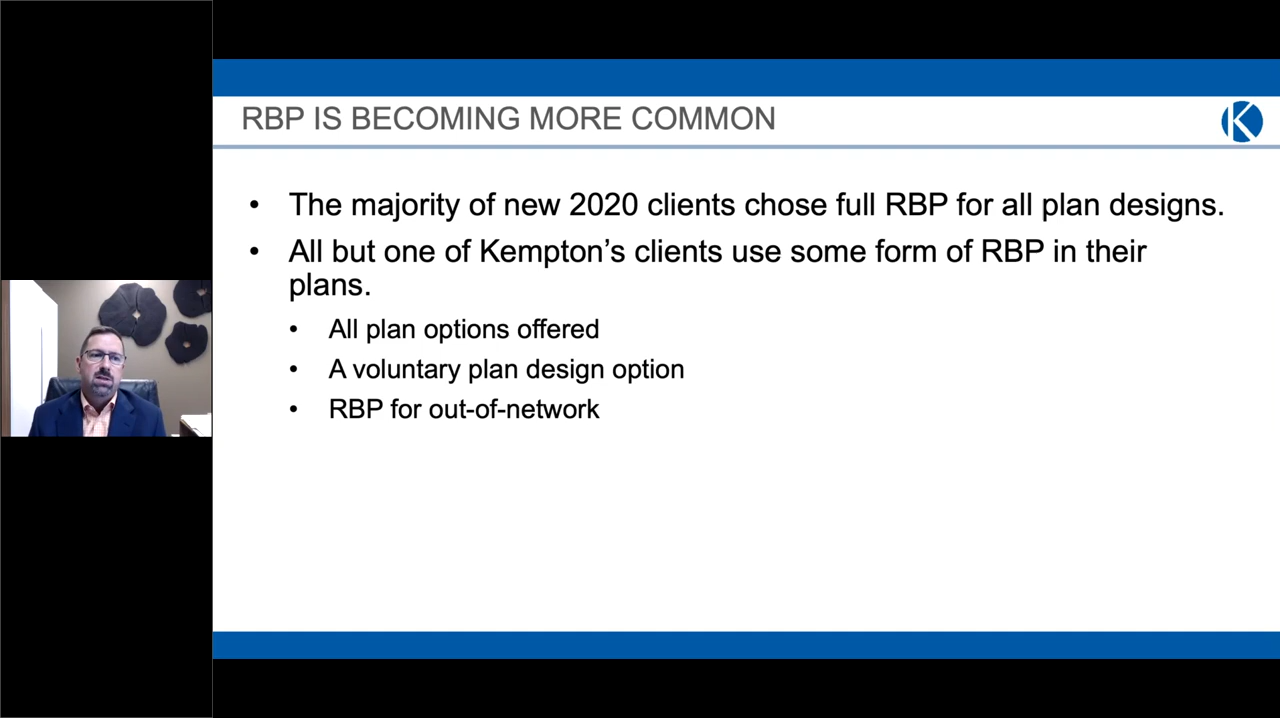 RBP IS BECOMING MORE COMMON
K
• The majority of new 2020 clients chose full RBP for all plan designs.
• All but one of Kempton’s clients use some form of RBP in their
plans.
• All plan options offered
• A voluntary plan design option
• RBP for out-of-network